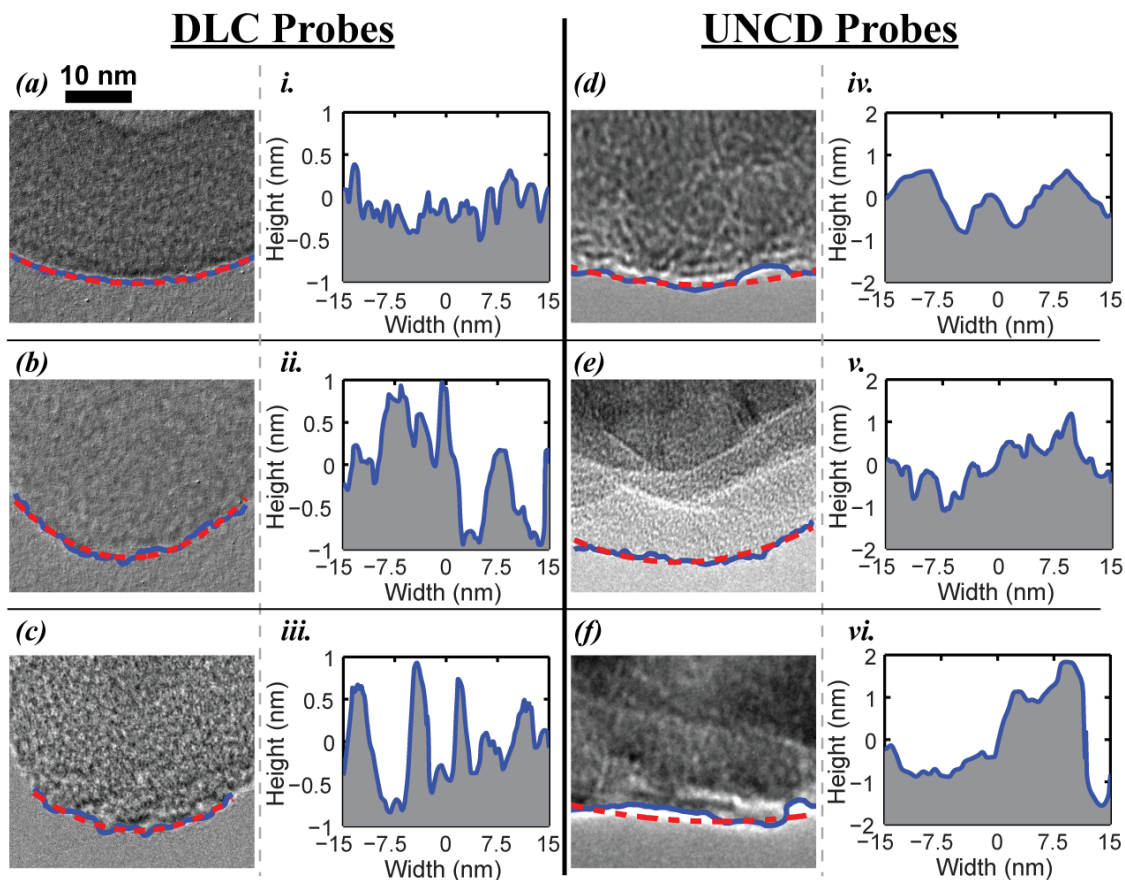 DLC Probes
UNCD Probes
(a)
10 nm
i.
1
0.5
0
−0.5
−1
Height (nm)
−15
−7.5
0
7.5
15
Width (nm)
(d)
iv.
2
1
0
−1
−2
Height (nm)
−15
−7.5
0
7.5
15
Width (nm)
(b)
ii.
1
0.5
0
−0.5
−1
Height (nm)
−15
−7.5
0
7.5
15
Width (nm)
(e)
v.
2
1
0
−1
−2
Height (nm)
−15
−7.5
0
7.5
15
Width (nm)
(c)
iii.
1
0.5
0
−0.5
−1
Height (nm)
−15
−7.5
0
7.5
15
Width (nm)
(f)
vi.
2
1
0
−1
−2
Height (nm)
−15
−7.5
0
7.5
15
Width (nm)